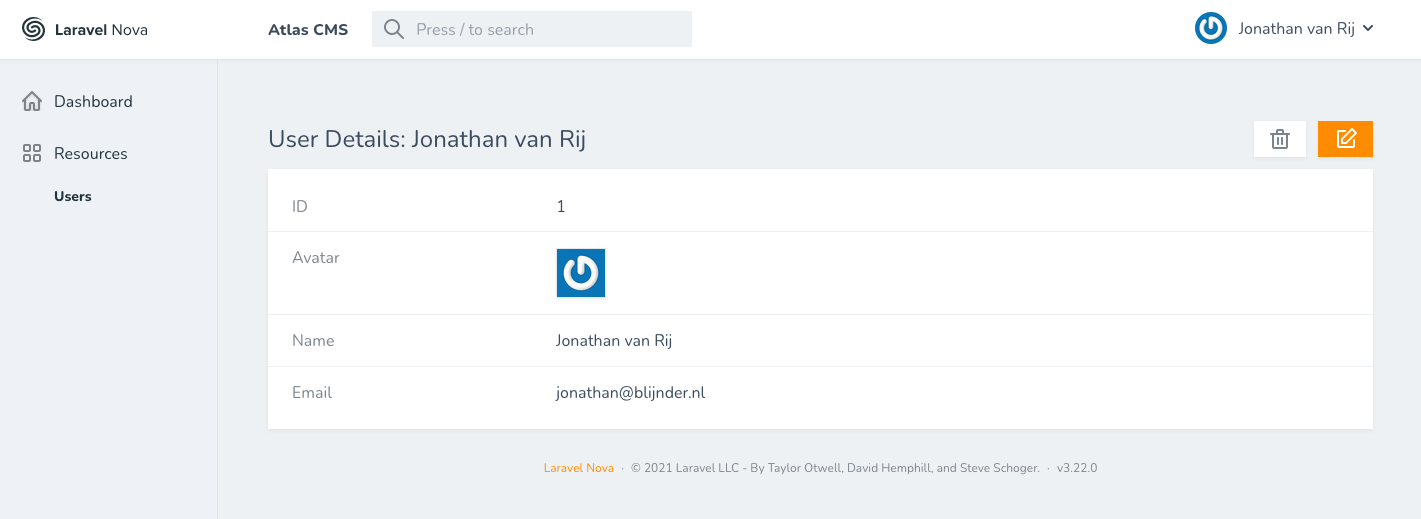 Laravel Nova
Atlas CMS
Press / to search
Jonathan van Rij
Dashboard
Resources
Users
User Details: Jonathan van Rij
ID 1
Avatar
Name Jonathan van Rij
Email jonathan@blijnder.nl
Laravel Nova · © 2021 Laravel LLC - By Taylor Otwell, David Hemphill, and Steve Schoger. · v3.22.0